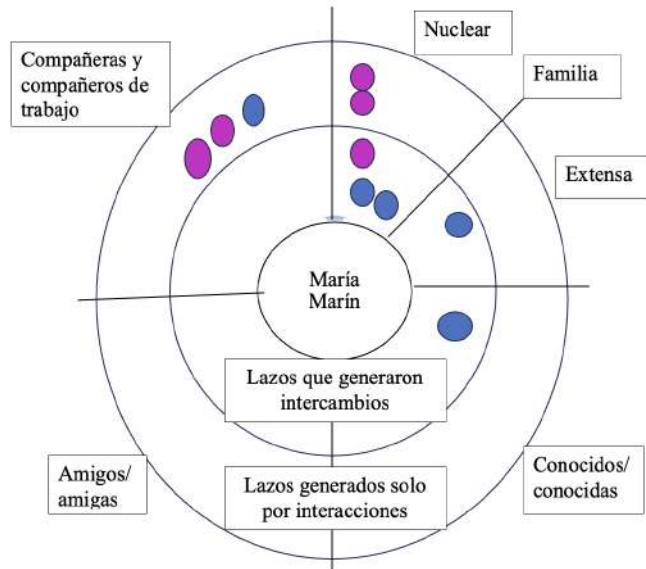 Nuclear
Compañeras y
compañeros de
trabajo
Familia
Extensa
María
Marín
Lazos que generaron
intercambios
Amigos/
amigas
Lazos generados solo
por interacciones
Conocidos/
conocidas